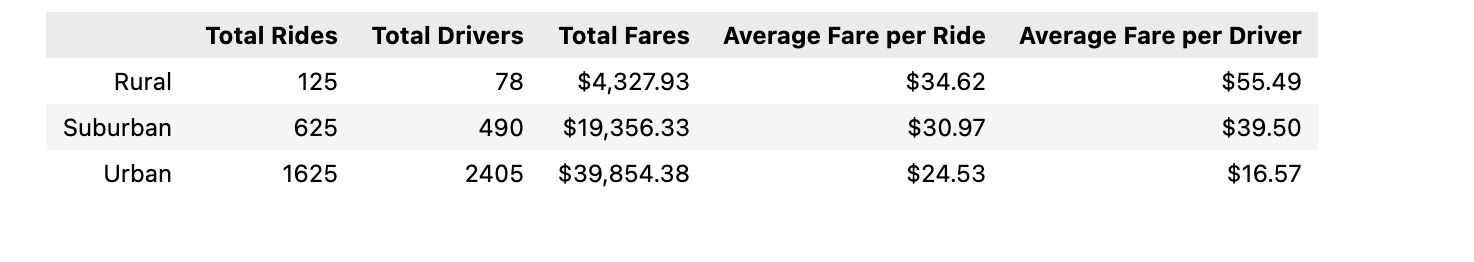 Total Rides Total Drivers Total Fares Average Fare per Ride Average Fare per Driver
Rural 125 78 $4,327.93 $34.62 $55.49
Suburban 625 490 $19,356.33 $30.97 $39.50
Urban 1625 2405 $39,854.38 $24.53 $16.57